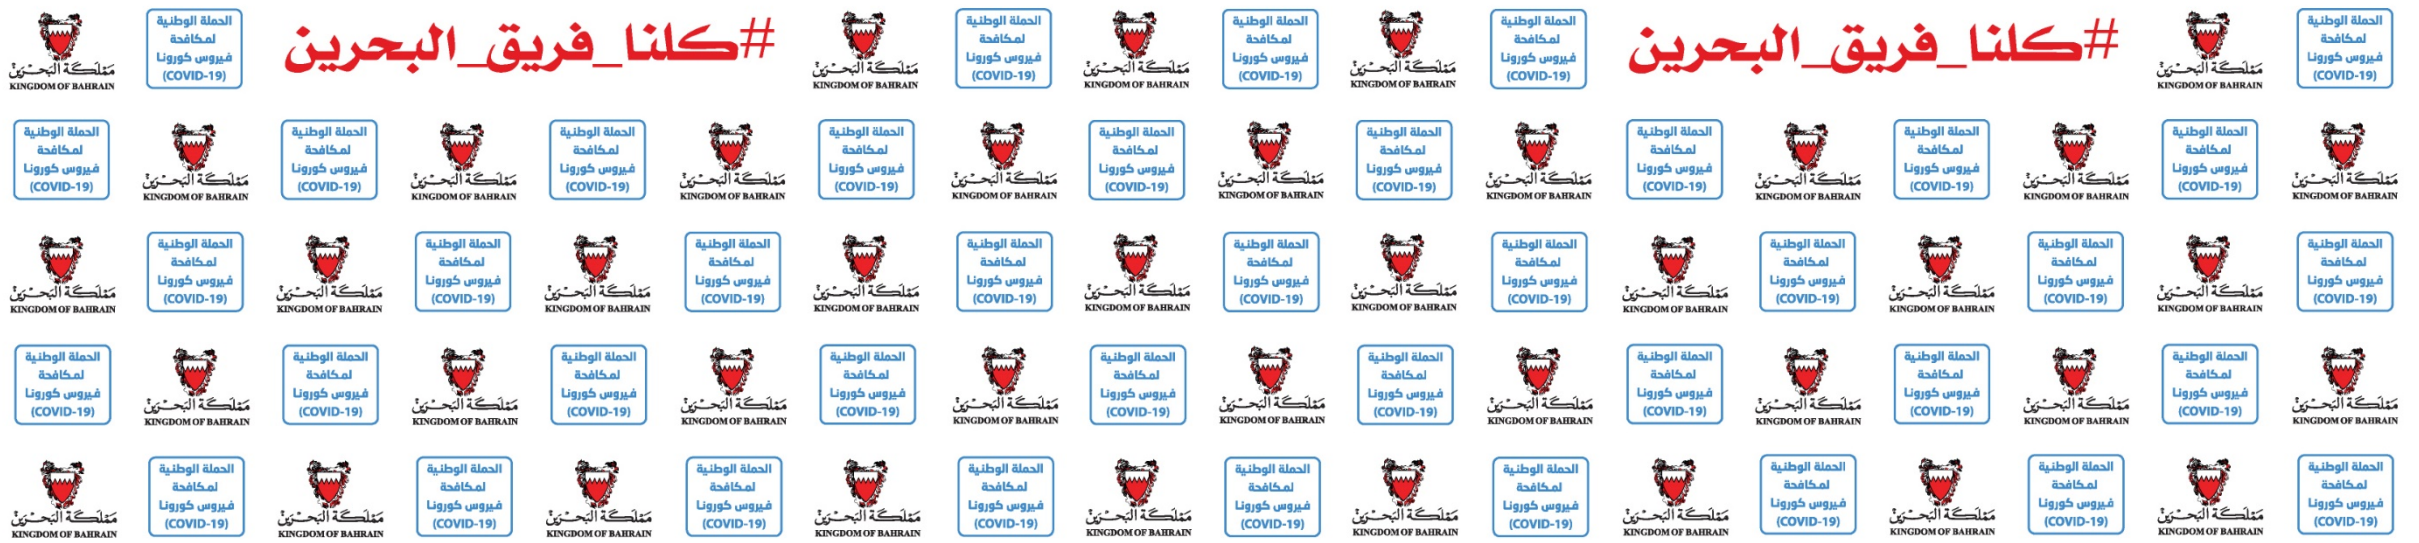 #كلنا_فريق_البحرين
مملكة البحرين
KINGDOM OF BAHRAIN
الحملة الوطنية
لمكافحة
فيروس كورونا
(COVID-19)